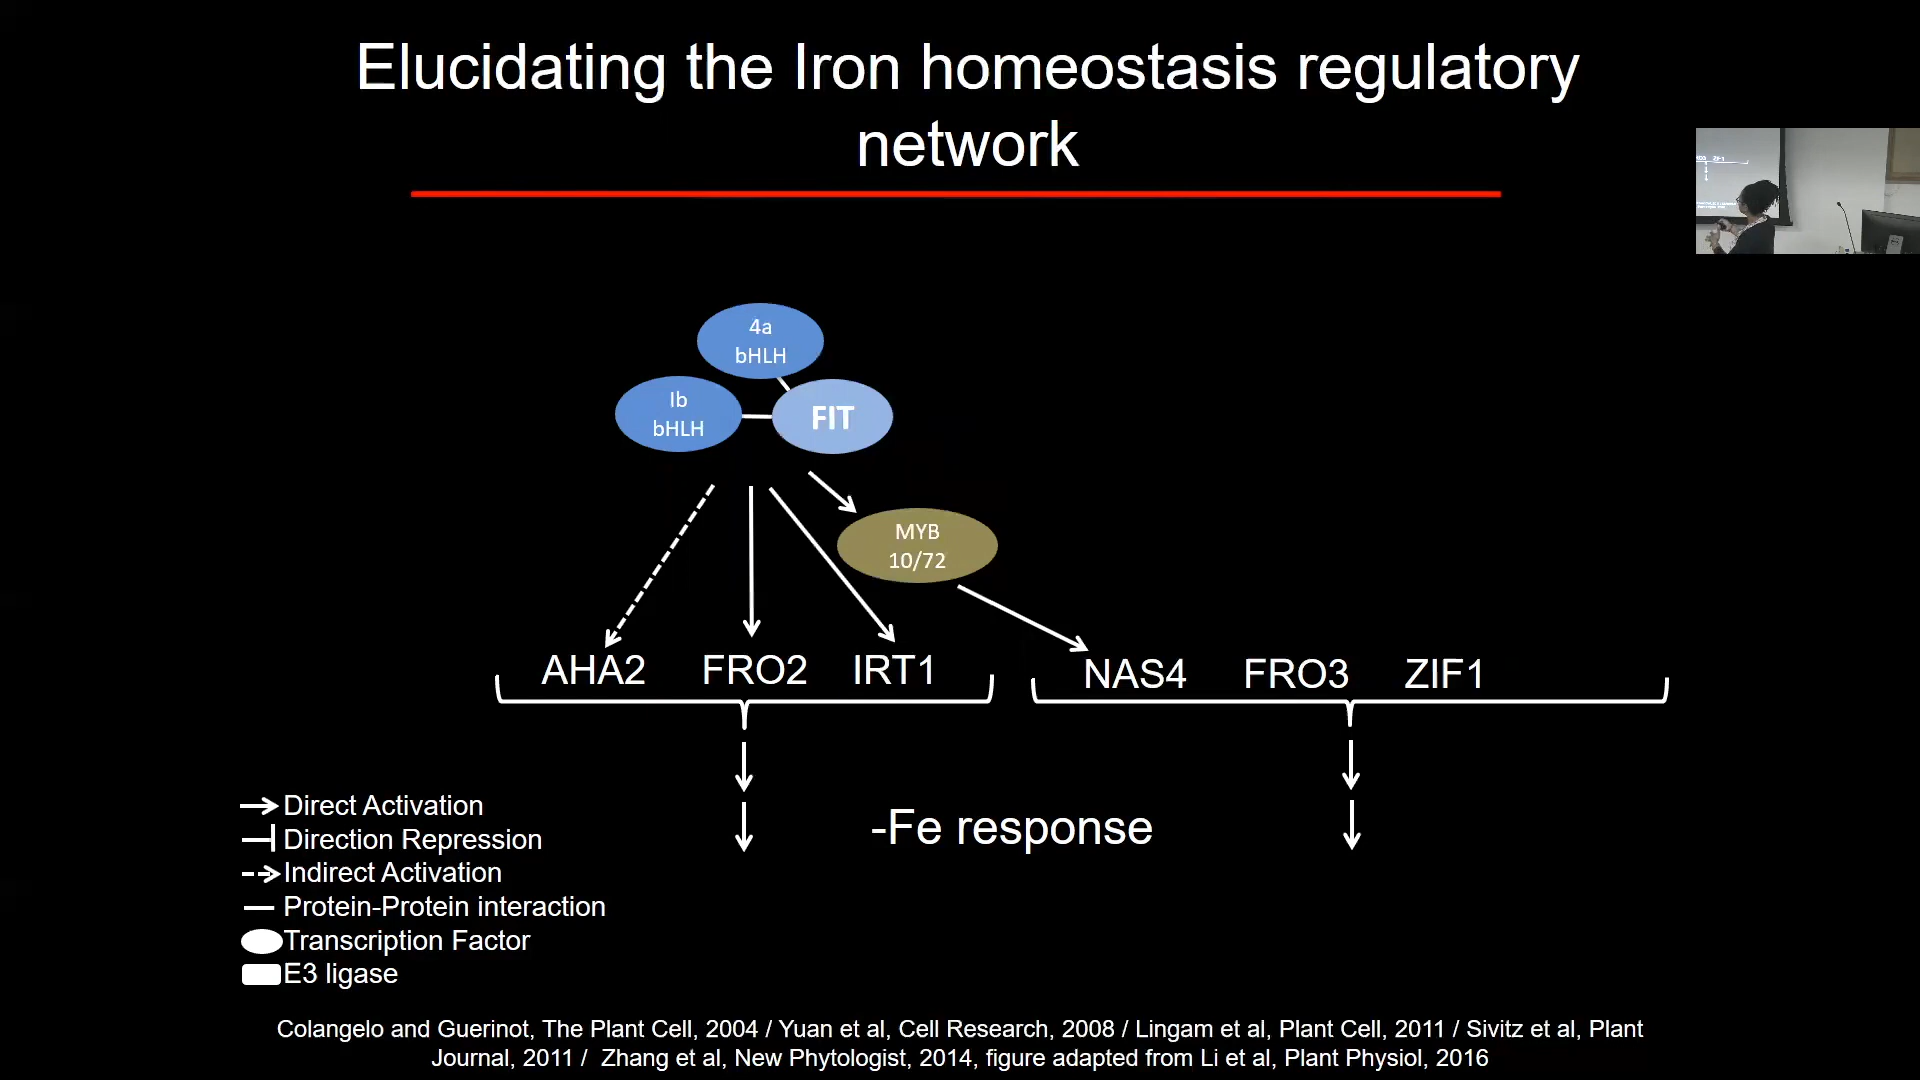 Elucidating the Iron homeostasis regulatory
network
4a
bHLH
Ib
bHLH
FIT
MYB
10/72
AHA2 FRO2 IRT1
NAS4 FRO3 ZIF1
-Fe response
Direct Activation
Direction Repression
Indirect Activation
Protein-Protein interaction
Transcription Factor
E3 ligase
Colangelo and Guerinot, The Plant Cell, 2004 / Yuan et al, Cell Research, 2008 / Lingam et al, Plant Cell, 2011 / Sivitz et al, Plant
Journal, 2011 / Zhang et al, New Phytologist, 2014, figure adapted from Li et al, Plant Physiol, 2016
ZIF1